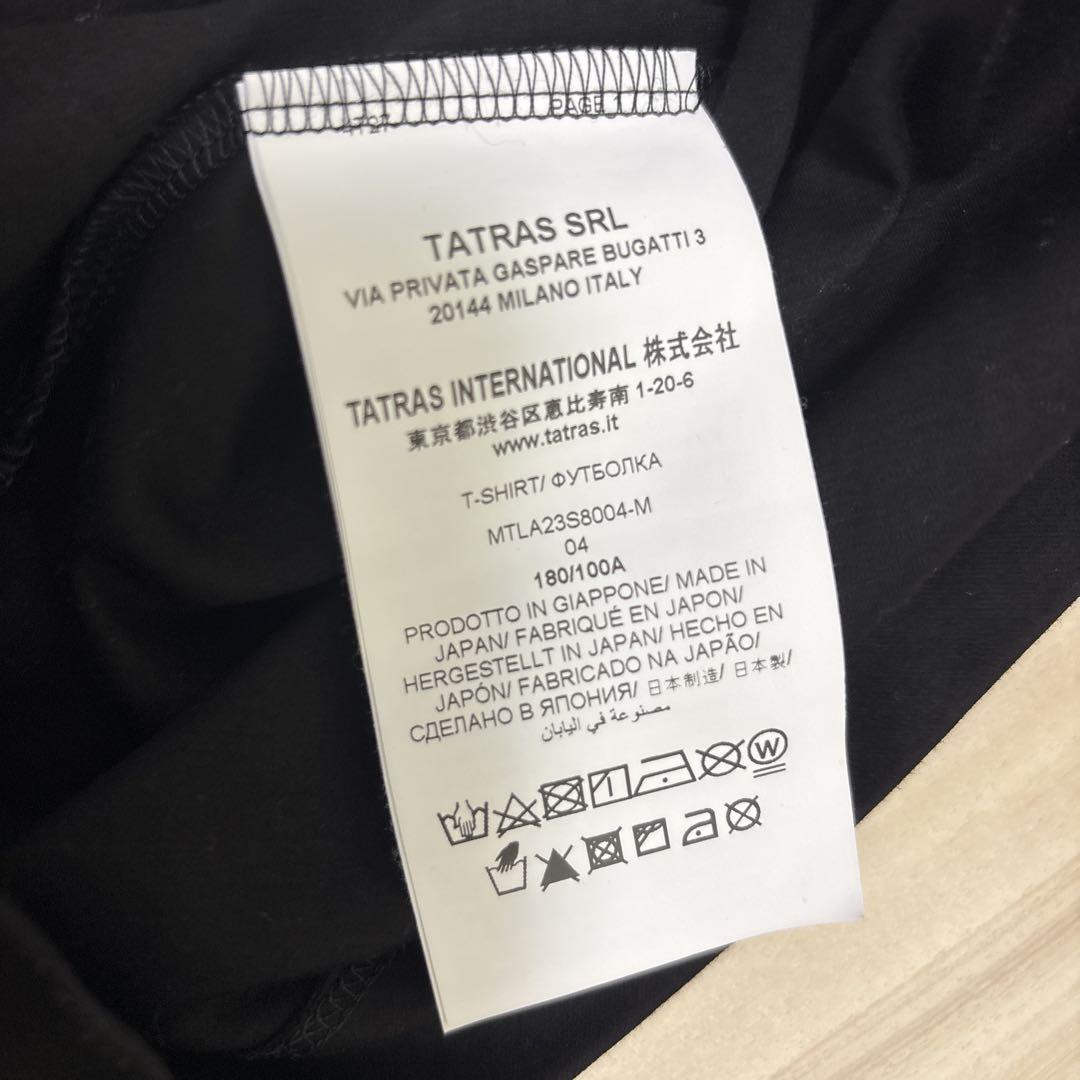 PAGE 1
TATRAS SRL
VIA PRIVATA GASPARE BUGATTI 3
20144 MILANO ITALY
TATRAS INTERNATIONAL 株式会社
東京都渋谷区恵比寿南 1-20-6
www.tatras.it
T-SHIRT/ ФУТБОЛКА
MTLA23S8004-M
04
180/100A
PRODOTTO IN GIAPPONE/ MADE IN
JAPAN/ FABRIQUÉ EN JAPON/
HERGESTELLT IN JAPAN/ HECHO EN
JAPÓN/ FABRICADO NA JAPÃO/
СДЕЛАНО В ЯПОНИЯ/ 日本制造/ 日本製/
مصنوعة في اليابان
W